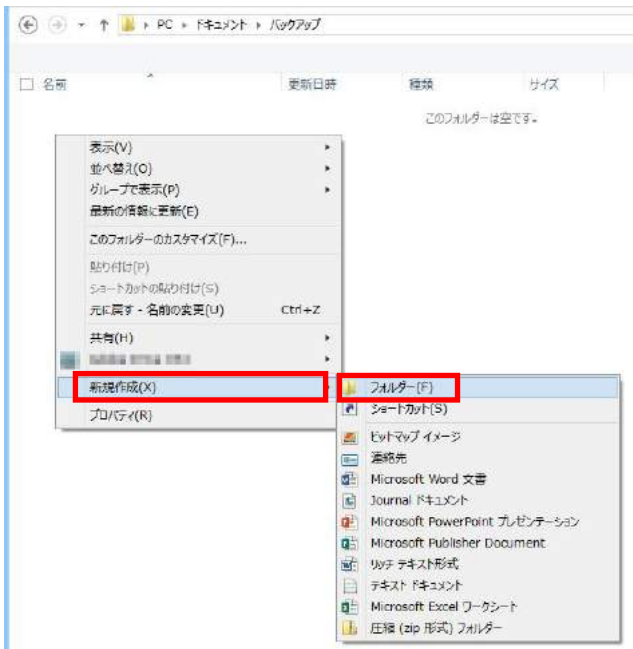 PC ▸ ドキュメント ▸ バックアップ
名前 更新日時 種類 サイズ
このフォルダーは空です。
表示(V)
並べ替え(O)
グループで表示(P)
最新の情報に更新(E)
このフォルダーのカスタマイズ(F)...
貼り付け(P)
ショートカットの貼り付け(S)
元に戻す - 名前の変更(U) Ctrl+Z
共有(H)
新規作成(X)
プロパティ(R)
フォルダー(F)
ショートカット(S)
ビットマップ イメージ
連絡先
Microsoft Word 文書
Journal ドキュメント
Microsoft PowerPoint プレゼンテーション
Microsoft Publisher Document
リッチ テキスト形式
テキスト ドキュメント
Microsoft Excel ワークシート
圧縮 (zip 形式) フォルダー